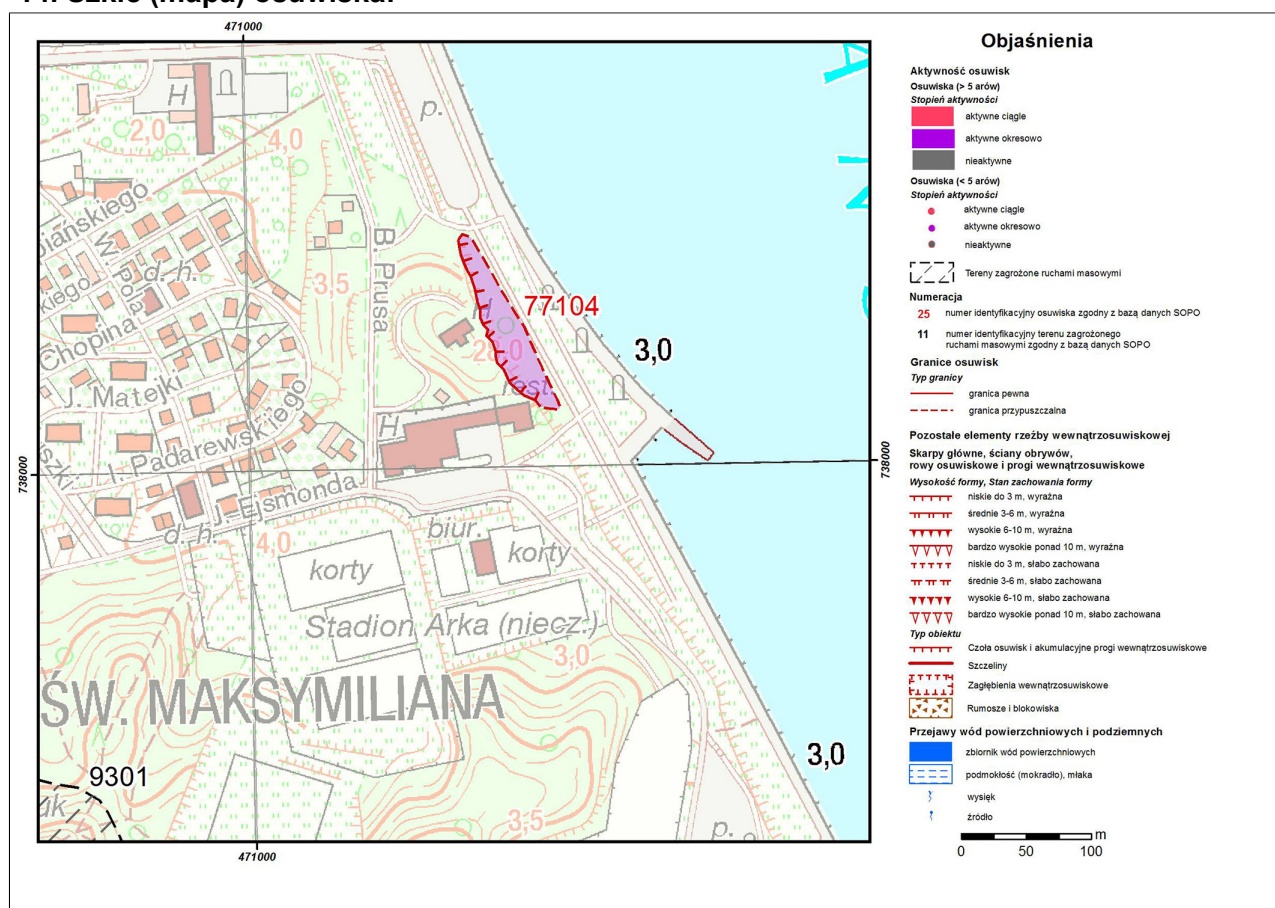 471000
738000
738000
471000
H
p.
2,0
4,0
B. Prusa
3,5
d. h.
Chopina
J. Matejki
I. Padarewskiego
J. Ejsmonda
d. h.
4,0
77104
28,0
rest.
3,0
H
biur.
korty
korty
Stadion Arka (niecz.)
3,0
ŚW. MAKSYMILIANA
3,0
9301
3,5
p.
Objaśnienia
Aktywność osuwisk
Osuwiska (> 5 arów)
Stopień aktywności
aktywne ciągle
aktywne okresowo
nieaktywne
Osuwiska (< 5 arów)
Stopień aktywności
aktywne ciągle
aktywne okresowo
nieaktywne
Tereny zagrożone ruchami masowymi
Numeracja
25 numer identyfikacyjny osuwiska zgodny z bazą danych SOPO
11 numer identyfikacyjny terenu zagrożonego
ruchami masowymi zgodny z bazą danych SOPO
Granice osuwisk
Typ granicy
granica pewna
granica przypuszczalna
Pozostałe elementy rzeźby wewnątrzosuwiskowej
Skarpy główne, ściany obrywów,
rowy osuwiskowe i progi wewnątrzosuwiskowe
Wysokość formy, Stan zachowania formy
niskie do 3 m, wyraźna
średnie 3-6 m, wyraźna
wysokie 6-10 m, wyraźna
bardzo wysokie ponad 10 m, wyraźna
niskie do 3 m, słabo zachowana
średnie 3-6 m, słabo zachowana
wysokie 6-10 m, słabo zachowana
bardzo wysokie ponad 10 m, słabo zachowana
Typ obiektu
Czoła osuwisk i akumulacyjne progi wewnątrzosuwiskowe
Szczeliny
Zagłębienia wewnątrzosuwiskowe
Rumosze i blokowiska
Przejawy wód powierzchniowych i podziemnych
zbiornik wód powierzchniowych
podmokłość (mokradło), młaka
wysięk
źródło
m
0 50 100